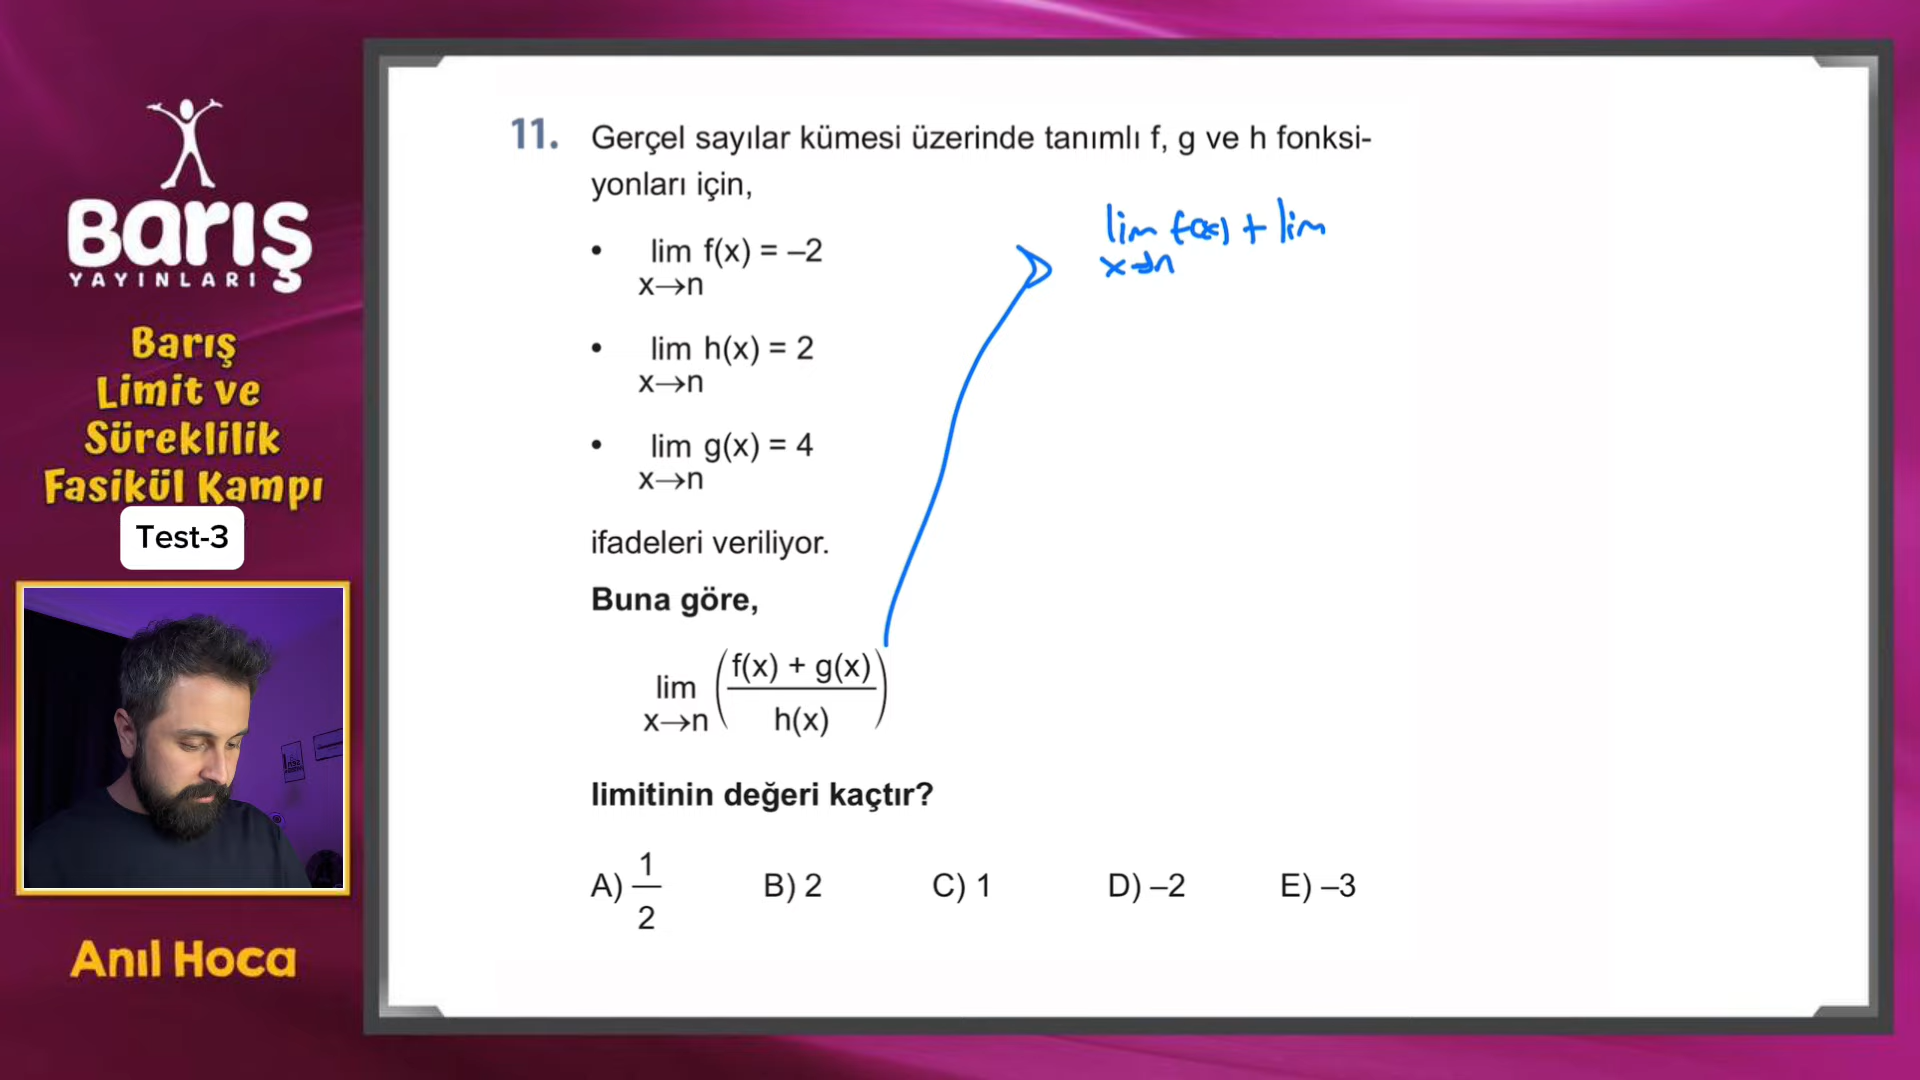 Barış
YAYINLARI
Barış
Limit ve
Süreklilik
Fasikül Kampı
Test-3
Anıl Hoca
11. Gerçel sayılar kümesi üzerinde tanımlı f, g ve h fonksi-
yonları için,
• lim f(x) = –2
x→n
• lim h(x) = 2
x→n
• lim g(x) = 4
x→n
ifadeleri veriliyor.
Buna göre,
lim (f(x) + g(x) / h(x))
x→n
limitinin değeri kaçtır?
A) 1/2 B) 2 C) 1 D) –2 E) –3
lim f(x) + lim
x→n